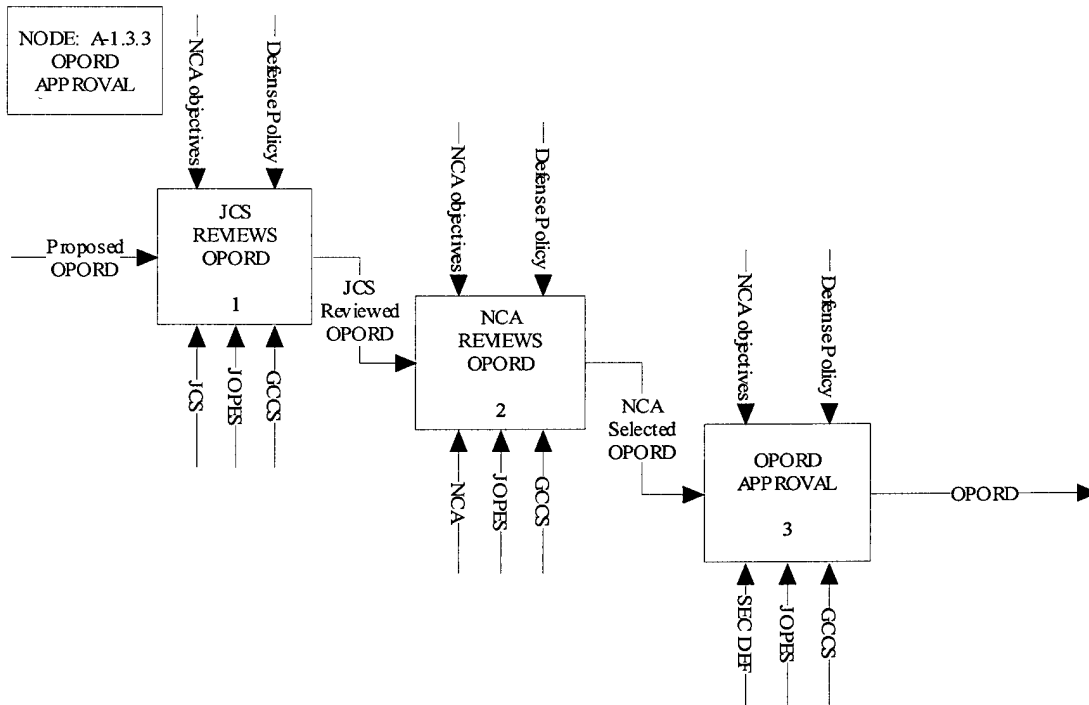 NODE: A-1.3.3
OPORD
APPROVAL
NCA objectives
Defense Policy
Proposed
OPORD
JCS
REVIEWS
OPORD
1
JCS
JOPES
GCCS
JCS
Reviewed
OPORD
NCA objectives
Defense Policy
NCA
REVIEWS
OPORD
2
NCA
JOPES
GCCS
NCA
Selected
OPORD
NCA objectives
Defense Policy
OPORD
APPROVAL
3
SEC DEF
JOPES
GCCS
OPORD